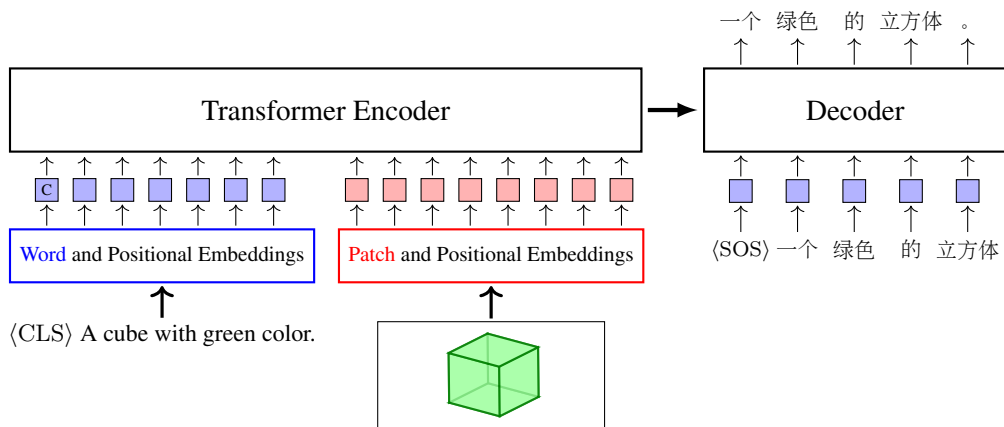 一个 绿色 的 立方体 。
Transformer Encoder
Decoder
C
Word and Positional Embeddings
Patch and Positional Embeddings
⟨SOS⟩ 一个 绿色 的 立方体
⟨CLS⟩ A cube with green color.